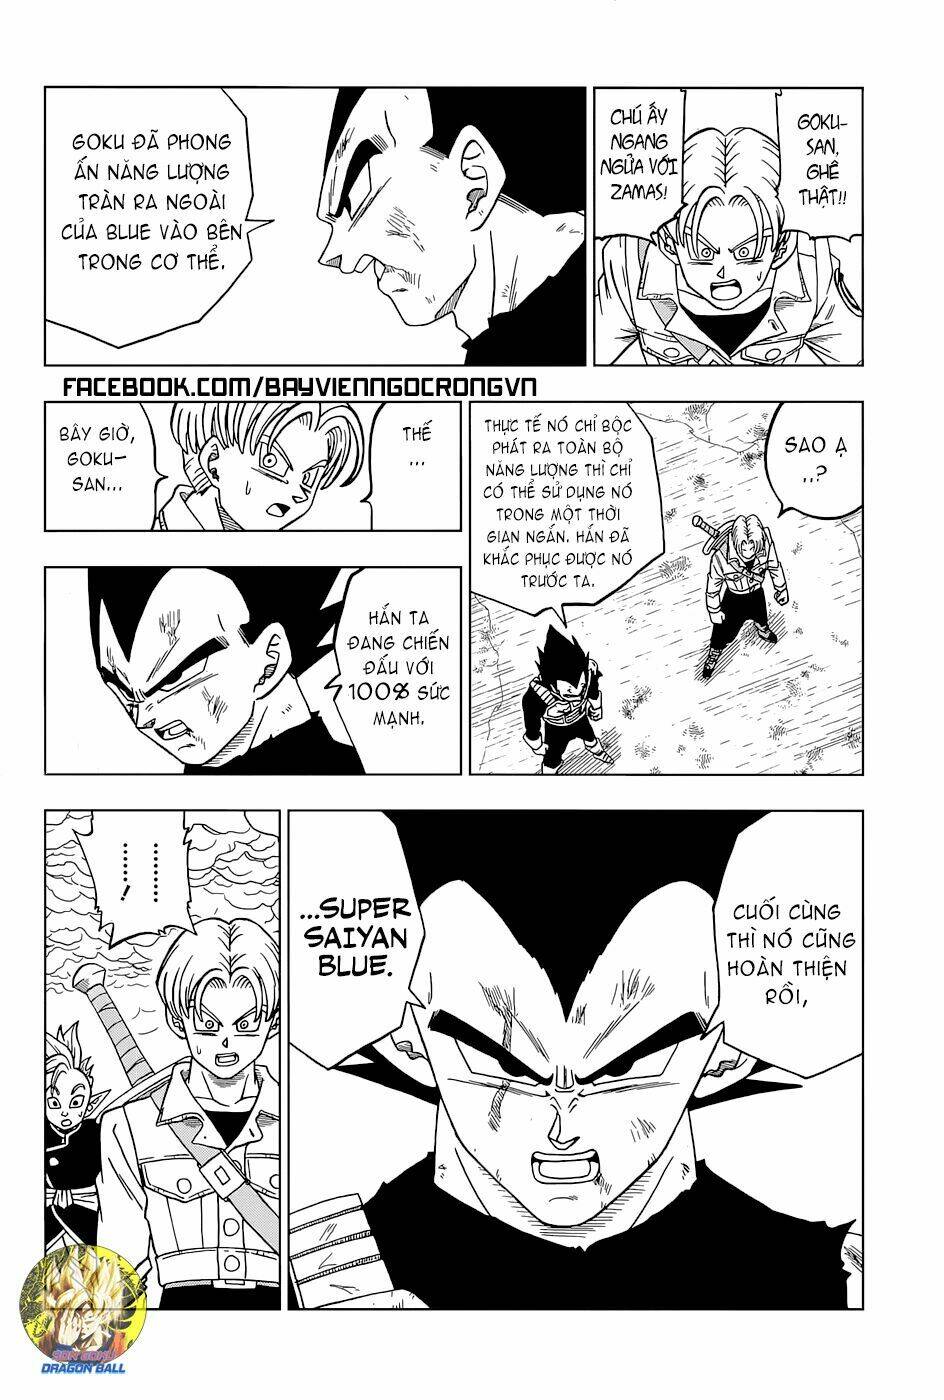 GOKU-
SAN,
GHÊ
THẬT!!
CHÚ ẤY
NGANG
NGỬA VỚI
ZAMAS!
GOKU ĐÃ PHONG
ẤN NĂNG LƯỢNG
TRÀN RA NGOÀI
CỦA BLUE VÀO BÊN
TRONG CƠ THỂ.
FACEBOOK.COM/BAYVIENNGOCRONGVN
SAO Ạ
..?
THỰC TẾ NÓ CHỈ BỘC
PHÁT RA TOÀN BỘ
NĂNG LƯỢNG THÌ CHỈ
CÓ THỂ SỬ DỤNG NÓ
TRONG MỘT THỜI
GIAN NGẮN. HẮN ĐÃ
KHẮC PHỤC ĐƯỢC NÓ
TRƯỚC TA.
THẾ
...
BÂY GIỜ,
GOKU-
SAN...
HẮN TA
ĐANG CHIẾN
ĐẤU VỚI
100% SỨC
MẠNH.
CUỐI CÙNG
THÌ NÓ CŨNG
HOÀN THIỆN
RỒI,
...SUPER
SAIYAN
BLUE.
......
......!
SON GOKU
DRAGON BALL